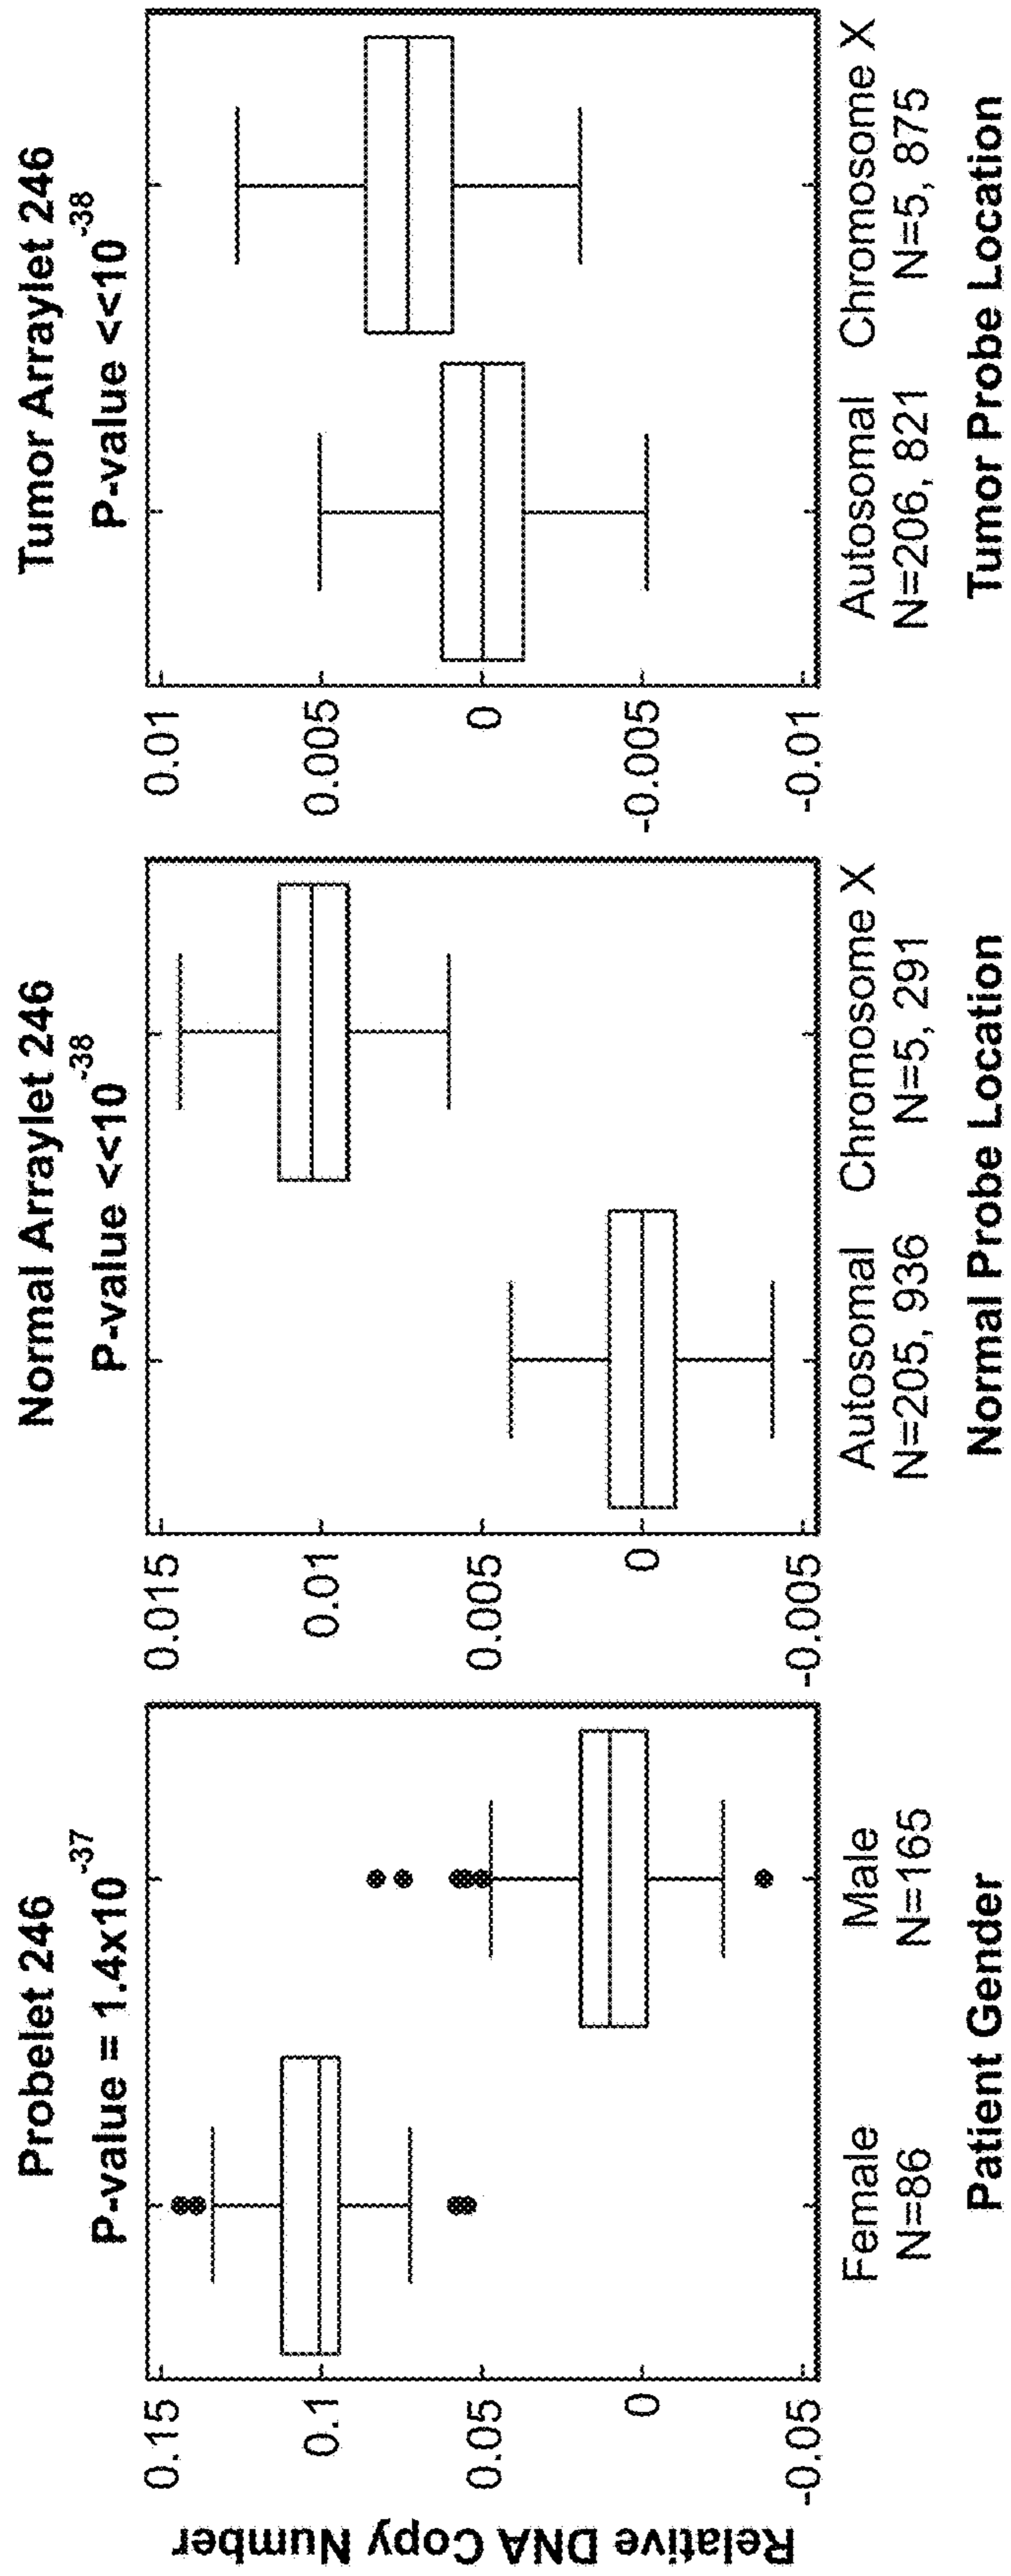 Probelet 246
P-value = 1.4x10-37
Relative DNA Copy Number
0.15
0.1
0.05
0
-0.05
Female
N=86
Male
N=165
Patient Gender
Normal Arraylet 246
P-value <<10-38
0.015
0.01
0.005
0
-0.005
Autosomal
N=205, 936
Chromosome X
N=5, 291
Normal Probe Location
Tumor Arraylet 246
P-value <<10-38
0.01
0.005
0
-0.005
-0.01
Autosomal
N=206, 821
Chromosome X
N=5, 875
Tumor Probe Location